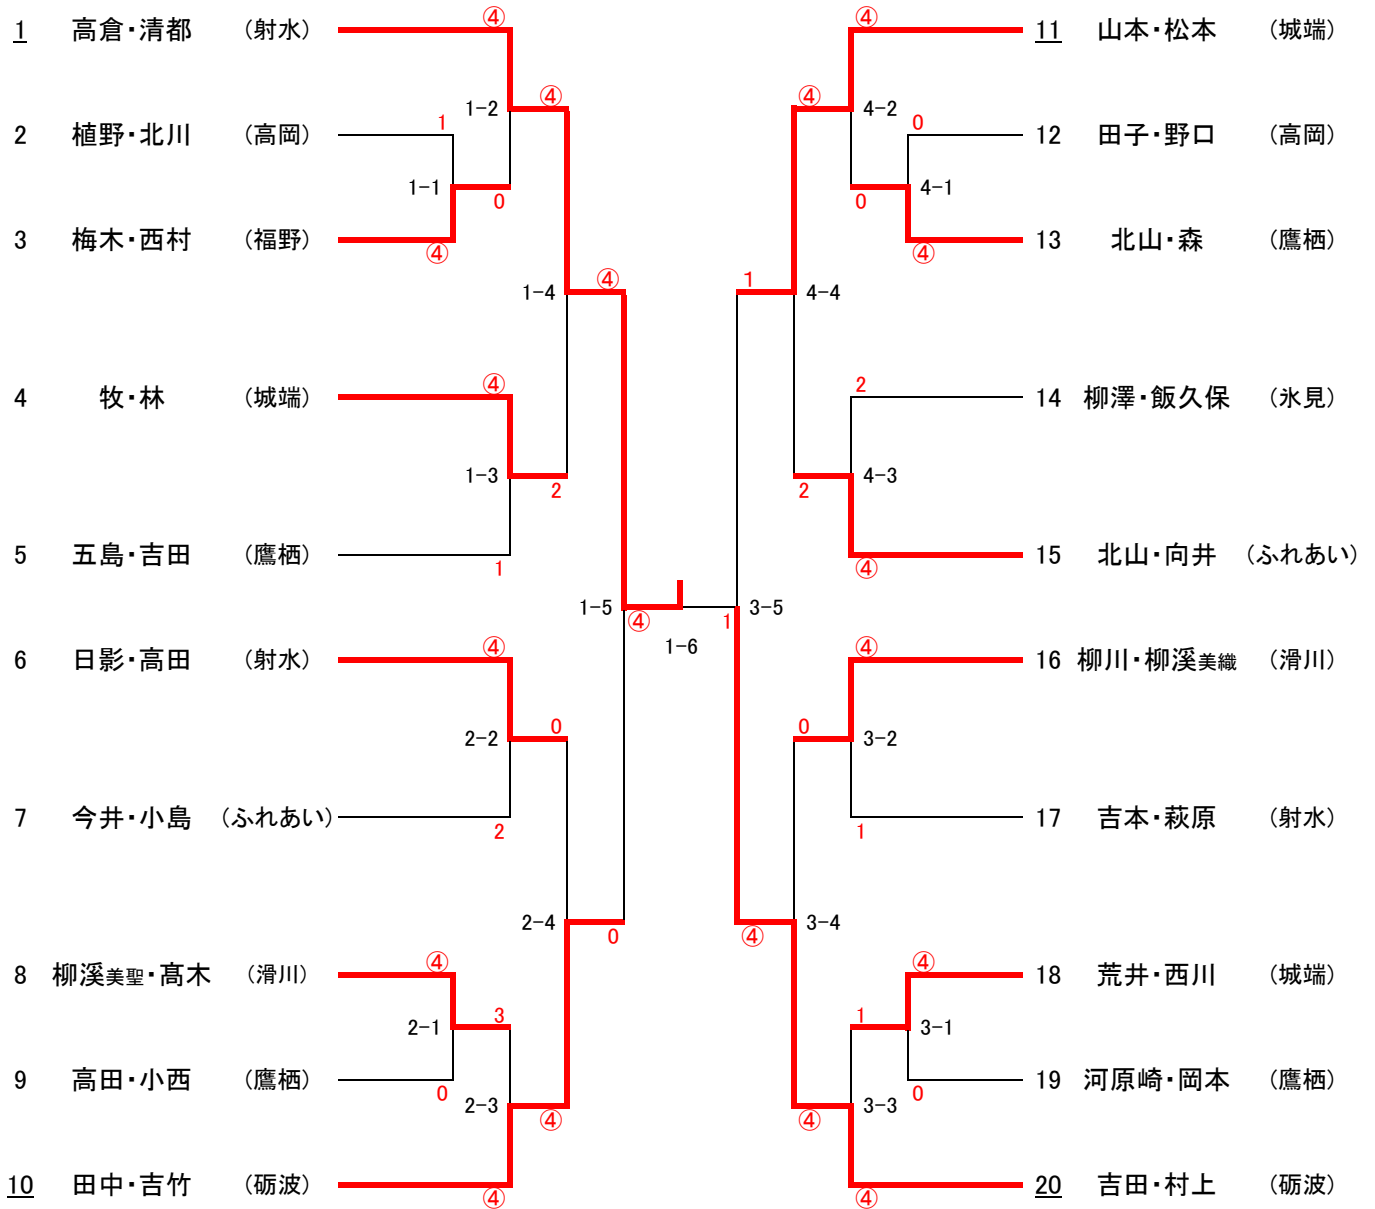 ④ ④
1 高倉・清都 (射水) 11 山本・松本 (城端)
④ ④
1-2 4-2
1 0
2 植野・北川 (高岡) 12 田子・野口 (高岡)
1-1 4-1
0 0
3 梅木・西村 (福野) 13 北山・森 (鷹栖)
④ ④
④ 1
1-4 4-4
④ 2
4 牧・林 (城端) 14 柳澤・飯久保 (氷見)
1-3 4-3
2 2
5 五島・吉田 (鷹栖) 15 北山・向井 (ふれあい)
1 ④
1-5 3-5
④ 1
1-6
④ ④
6 日影・高田 (射水) 16 柳川・柳溪美織 (滑川)
0 0
2-2 3-2
7 今井・小島 (ふれあい) 17 吉本・萩原 (射水)
2 1
2-4 3-4
0 ④
④ ④
8 柳溪美聖・髙木 (滑川) 18 荒井・西川 (城端)
3 1
2-1 3-1
9 高田・小西 (鷹栖) 19 河原崎・岡本 (鷹栖)
0 0
2-3 3-3
④ ④
10 田中・吉竹 (砺波) 20 吉田・村上 (砺波)
④ ④